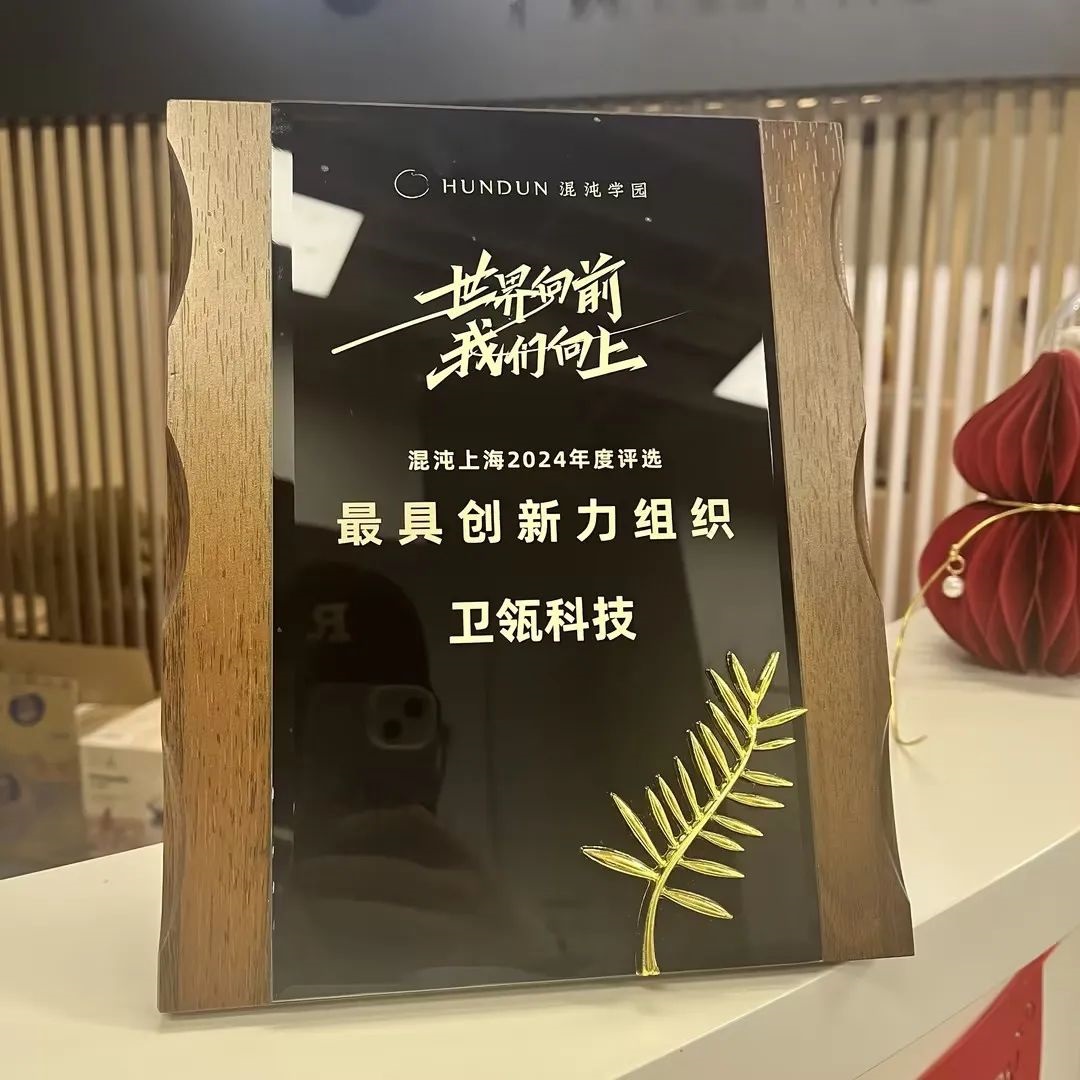 HUNDUN 混沌学园
世界向前
我们向上
混沌上海2024年度评选
最具创新力组织
卫瓴科技
R